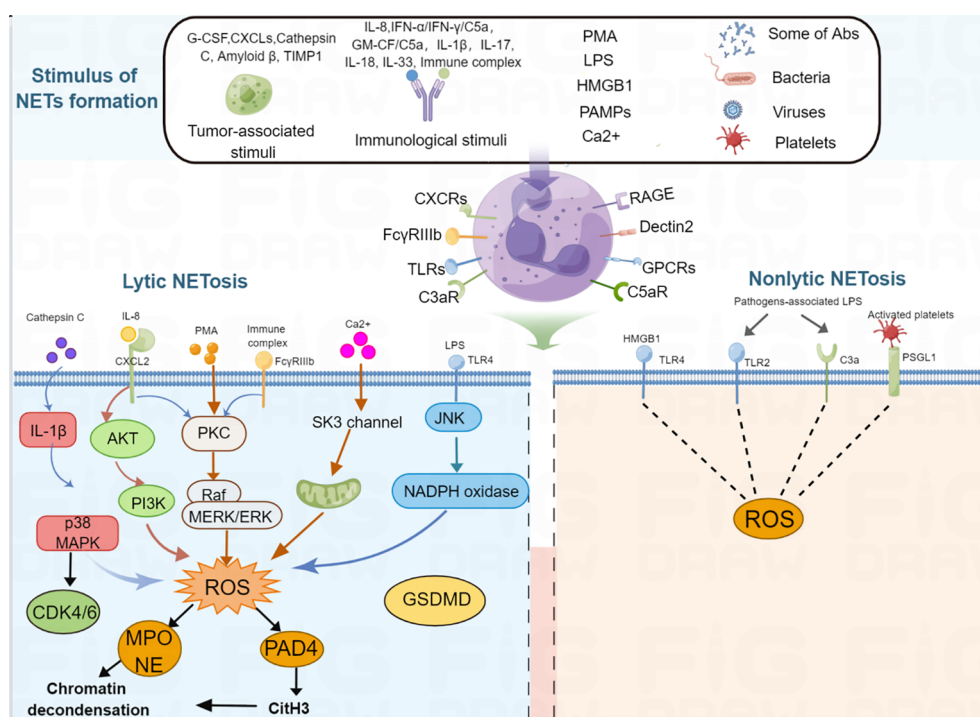 Stimulus of
NETs formation
G-CSF,CXCLs,Cathepsin
C, Amyloid β, TIMP1
Tumor-associated
stimuli
IL-8,IFN-α/IFN-γ/C5a,
GM-CF/C5a, IL-1β, IL-17,
IL-18, IL-33, Immune complex
Immunological stimuli
PMA
LPS
HMGB1
PAMPs
Ca2+
Some of Abs
Bacteria
Viruses
Platelets
CXCRs
FcγRIIIb
TLRs
C3aR
RAGE
Dectin2
GPCRs
C5aR
Lytic NETosis
Cathepsin C
IL-8
CXCL2
PMA
Immune
complex
FcγRIIIb
Ca2+
LPS
TLR4
IL-1β
AKT
PKC
SK3 channel
JNK
PI3K
Raf
MERK/ERK
NADPH oxidase
p38
MAPK
ROS
CDK4/6
GSDMD
MPO
NE
PAD4
Chromatin
decondensation
CitH3
Nonlytic NETosis
Pathogens-associated LPS
Activated platelets
HMGB1
TLR4
TLR2
C3a
PSGL1
ROS
FIG
DRAW